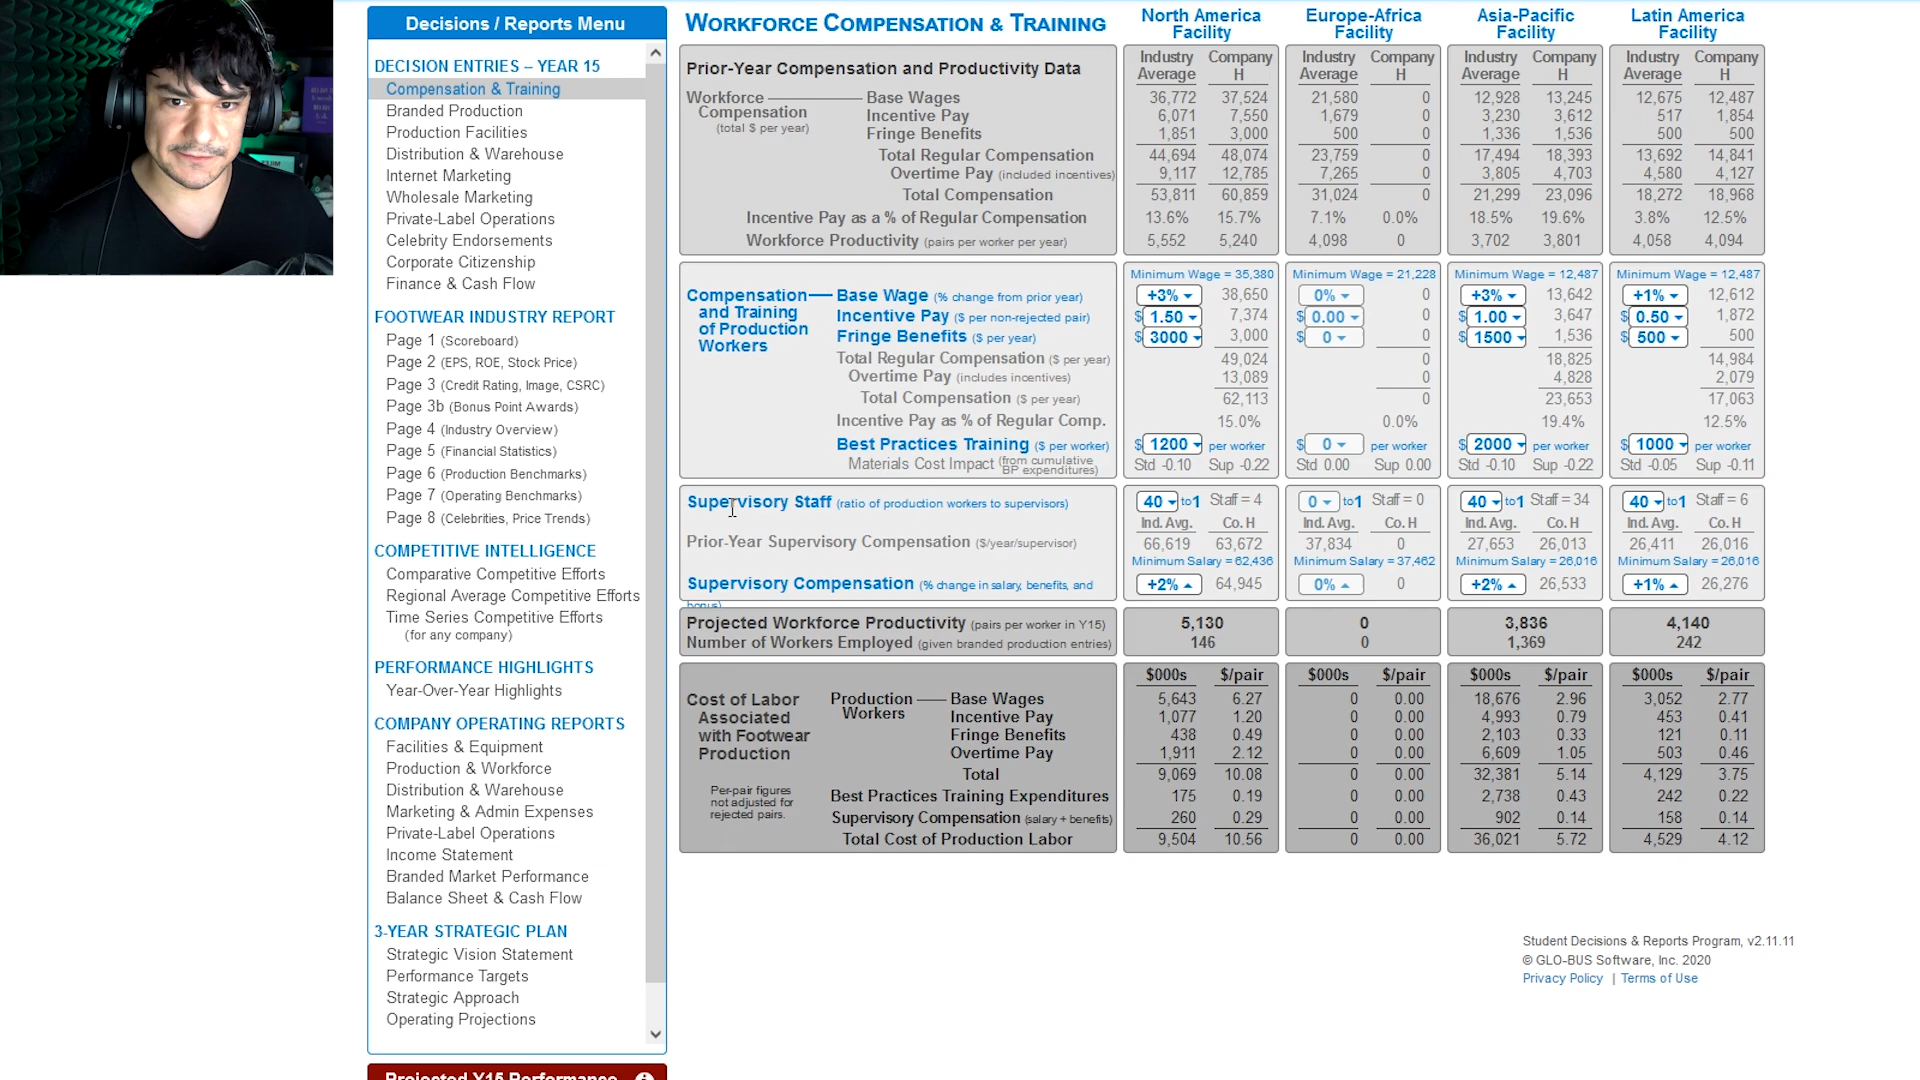 Decisions / Reports Menu
DECISION ENTRIES – YEAR 15
Compensation & Training
Branded Production
Production Facilities
Distribution & Warehouse
Internet Marketing
Wholesale Marketing
Private-Label Operations
Celebrity Endorsements
Corporate Citizenship
Finance & Cash Flow
FOOTWEAR INDUSTRY REPORT
Page 1 (Scoreboard)
Page 2 (EPS, ROE, Stock Price)
Page 3 (Credit Rating, Image, CSRC)
Page 3b (Bonus Point Awards)
Page 4 (Industry Overview)
Page 5 (Financial Statistics)
Page 6 (Production Benchmarks)
Page 7 (Operating Benchmarks)
Page 8 (Celebrities, Price Trends)
COMPETITIVE INTELLIGENCE
Comparative Competitive Efforts
Regional Average Competitive Efforts
Time Series Competitive Efforts
(for any company)
PERFORMANCE HIGHLIGHTS
Year-Over-Year Highlights
COMPANY OPERATING REPORTS
Facilities & Equipment
Production & Workforce
Distribution & Warehouse
Marketing & Admin Expenses
Private-Label Operations
Income Statement
Branded Market Performance
Balance Sheet & Cash Flow
3-YEAR STRATEGIC PLAN
Strategic Vision Statement
Performance Targets
Strategic Approach
Operating Projections
Projected Y15 Performance
WORKFORCE COMPENSATION & TRAINING
North America Facility Europe-Africa Facility Asia-Pacific Facility Latin America Facility
Prior-Year Compensation and Productivity Data Industry Average Company H Industry Average Company H Industry Average Company H Industry Average Company H
Workforce Compensation (total $ per year)
Base Wages 36,772 37,524 21,580 0 12,928 13,245 12,675 12,487
Incentive Pay 6,071 7,550 1,679 0 3,230 3,612 517 1,854
Fringe Benefits 1,851 3,000 500 0 1,336 1,536 500 500
Total Regular Compensation 44,694 48,074 23,759 0 17,494 18,393 13,692 14,841
Overtime Pay (included incentives) 9,117 12,785 7,265 0 3,805 4,703 4,580 4,127
Total Compensation 53,811 60,859 31,024 0 21,299 23,096 18,272 18,968
Incentive Pay as a % of Regular Compensation 13.6% 15.7% 7.1% 0.0% 18.5% 19.6% 3.8% 12.5%
Workforce Productivity (pairs per worker per year) 5,552 5,240 4,098 0 3,702 3,801 4,058 4,094
Minimum Wage = 35,380 Minimum Wage = 21,228 Minimum Wage = 12,487 Minimum Wage = 12,487
Compensation and Training of Production Workers
Base Wage (% change from prior year) +3% 38,650 0% 0 +3% 13,642 +1% 12,612
Incentive Pay ($ per non-rejected pair) $ 1.50 7,374 $ 0.00 0 $ 1.00 3,647 $ 0.50 1,872
Fringe Benefits ($ per year) $ 3000 3,000 $ 0 0 $ 1500 1,536 $ 500 500
Total Regular Compensation ($ per year) 49,024 0 18,825 14,984
Overtime Pay (includes incentives) 13,089 0 4,828 2,079
Total Compensation ($ per year) 62,113 0 23,653 17,063
Incentive Pay as % of Regular Comp. 15.0% 0.0% 19.4% 12.5%
Best Practices Training ($ per worker) $ 1200 per worker $ 0 per worker $ 2000 per worker $ 1000 per worker
Materials Cost Impact (from cumulative BP expenditures) Std -0.10 Sup -0.22 Std 0.00 Sup 0.00 Std -0.10 Sup -0.22 Std -0.05 Sup -0.11
Supervisory Staff (ratio of production workers to supervisors) 40 to 1 Staff = 4 0 to 1 Staff = 0 40 to 1 Staff = 34 40 to 1 Staff = 6
Ind. Avg. Co. H Ind. Avg. Co. H Ind. Avg. Co. H Ind. Avg. Co. H
Prior-Year Supervisory Compensation ($/year/supervisor) 66,619 63,672 37,834 0 27,653 26,013 26,411 26,016
Minimum Salary = 62,436 Minimum Salary = 37,462 Minimum Salary = 26,016 Minimum Salary = 26,016
Supervisory Compensation (% change in salary, benefits, and bonus) +2% 64,945 0% 0 +2% 26,533 +1% 26,276
Projected Workforce Productivity (pairs per worker in Y15) 5,130 0 3,836 4,140
Number of Workers Employed (given branded production entries) 146 0 1,369 242
$000s $/pair $000s $/pair $000s $/pair $000s $/pair
Cost of Labor Associated with Footwear Production
Per-pair figures not adjusted for rejected pairs.
Production Workers
Base Wages 5,643 6.27 0 0.00 18,676 2.96 3,052 2.77
Incentive Pay 1,077 1.20 0 0.00 4,993 0.79 453 0.41
Fringe Benefits 438 0.49 0 0.00 2,103 0.33 121 0.11
Overtime Pay 1,911 2.12 0 0.00 6,609 1.05 503 0.46
Total 9,069 10.08 0 0.00 32,381 5.14 4,129 3.75
Best Practices Training Expenditures 175 0.19 0 0.00 2,738 0.43 242 0.22
Supervisory Compensation (salary + benefits) 260 0.29 0 0.00 902 0.14 158 0.14
Total Cost of Production Labor 9,504 10.56 0 0.00 36,021 5.72 4,529 4.12
Student Decisions & Reports Program, v2.11.11
© GLO-BUS Software, Inc. 2020
Privacy Policy | Terms of Use